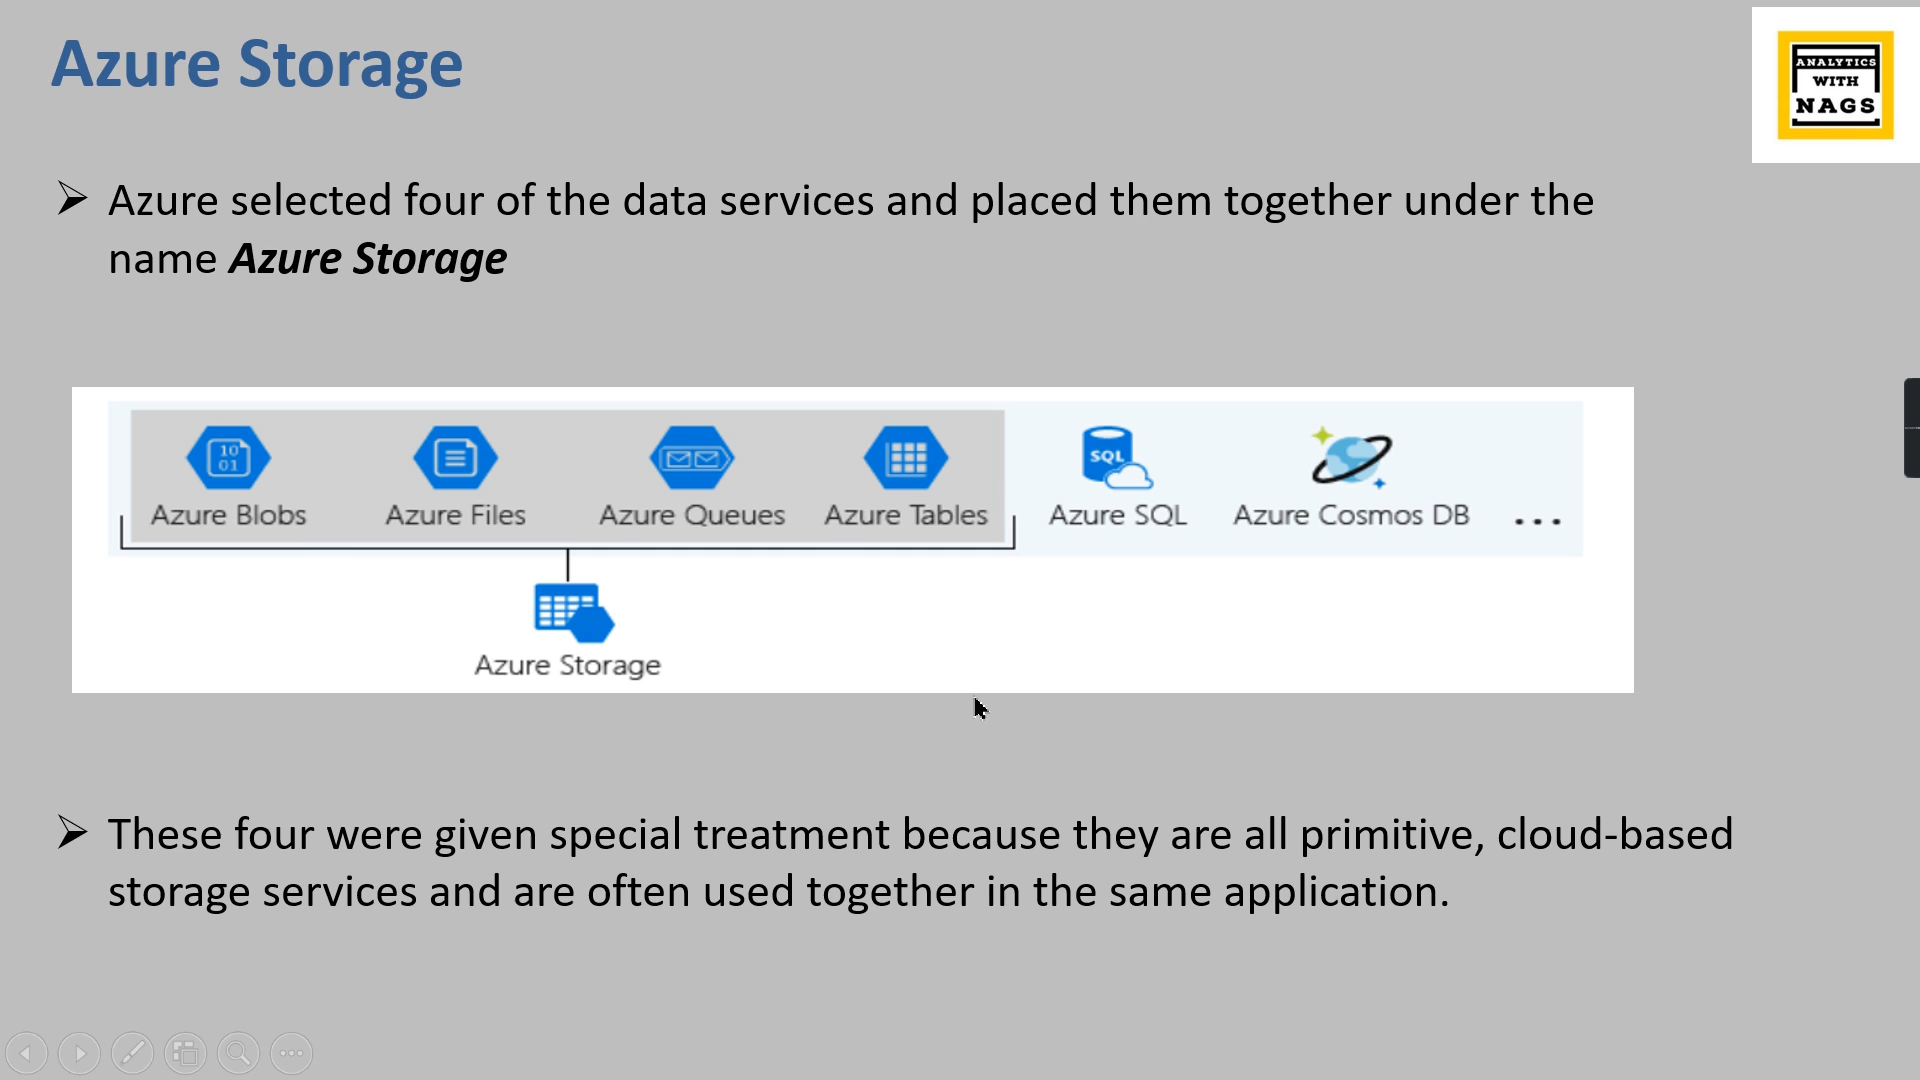 Azure Storage
ANALYTICS
WITH
NAGS
Azure selected four of the data services and placed them together under the
name Azure Storage
10
01
SQL
Azure Blobs
Azure Files
Azure Queues
Azure Tables
Azure SQL
Azure Cosmos DB
...
Azure Storage
These four were given special treatment because they are all primitive, cloud-based
storage services and are often used together in the same application.